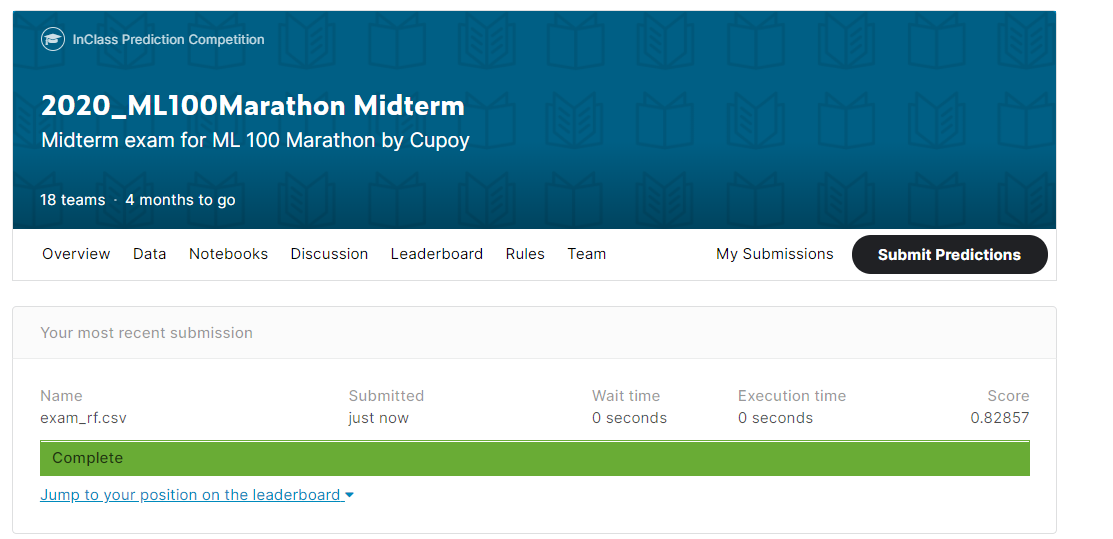 InClass Prediction Competition
2020_ML100Marathon Midterm
Midterm exam for ML 100 Marathon by Cupoy
18 teams · 4 months to go
Overview Data Notebooks Discussion Leaderboard Rules Team My Submissions Submit Predictions
Your most recent submission
Name Submitted Wait time Execution time Score
exam_rf.csv just now 0 seconds 0 seconds 0.82857
Complete
Jump to your position on the leaderboard